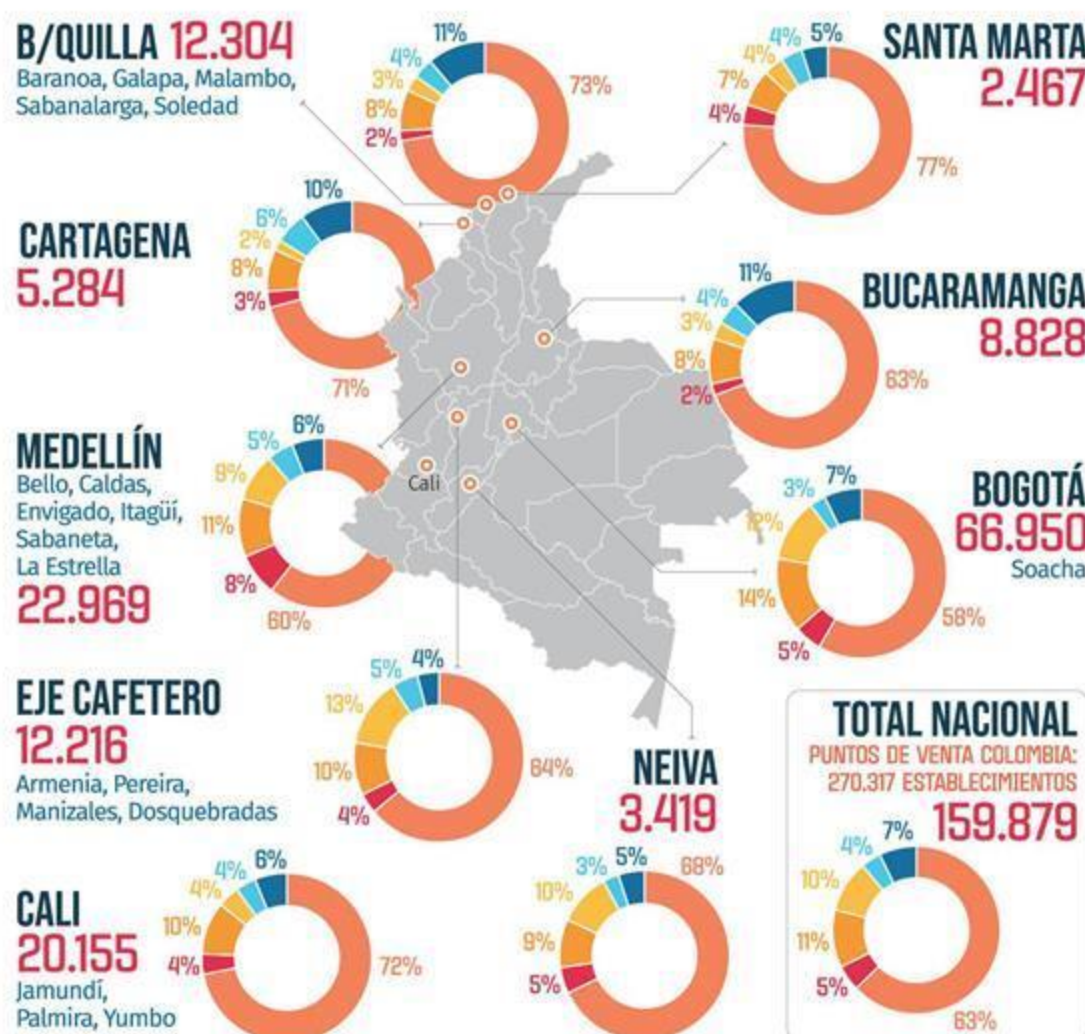 B/QUILLA 12.304
Baranoa, Galapa, Malambo,
Sabanalarga, Soledad
11%
4%
3%
8%
2%
73%
SANTA MARTA
2.467
5%
4%
4%
7%
4%
77%
CARTAGENA
5.284
10%
6%
2%
8%
3%
71%
BUCARAMANGA
8.828
11%
4%
3%
8%
2%
63%
MEDELLÍN
Bello, Caldas,
Envigado, Itagüí,
Sabaneta,
La Estrella
22.969
6%
5%
9%
11%
8%
60%
Cali
BOGOTÁ
66.950
Soacha
7%
3%
12%
14%
5%
58%
EJE CAFETERO
12.216
Armenia, Pereira,
Manizales, Dosquebradas
4%
5%
13%
10%
4%
64%
NEIVA
3.419
5%
3%
10%
9%
5%
68%
CALI
20.155
Jamundí,
Palmira, Yumbo
6%
4%
4%
10%
4%
72%
TOTAL NACIONAL
PUNTOS DE VENTA COLOMBIA:
270.317 ESTABLECIMIENTOS
159.879
7%
4%
10%
11%
5%
63%